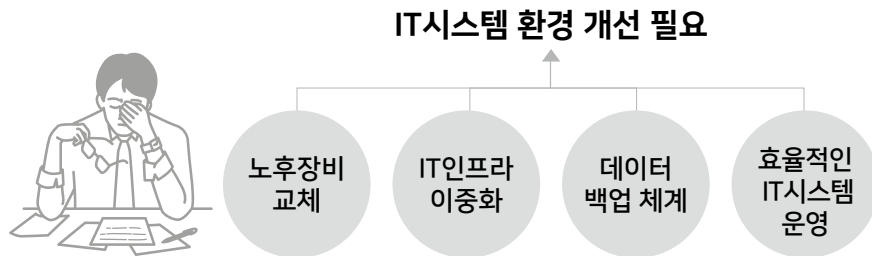 IT시스템 환경 개선 필요
노후장비
교체
IT인프라
이중화
데이터
백업 체계
효율적인
IT시스템
운영